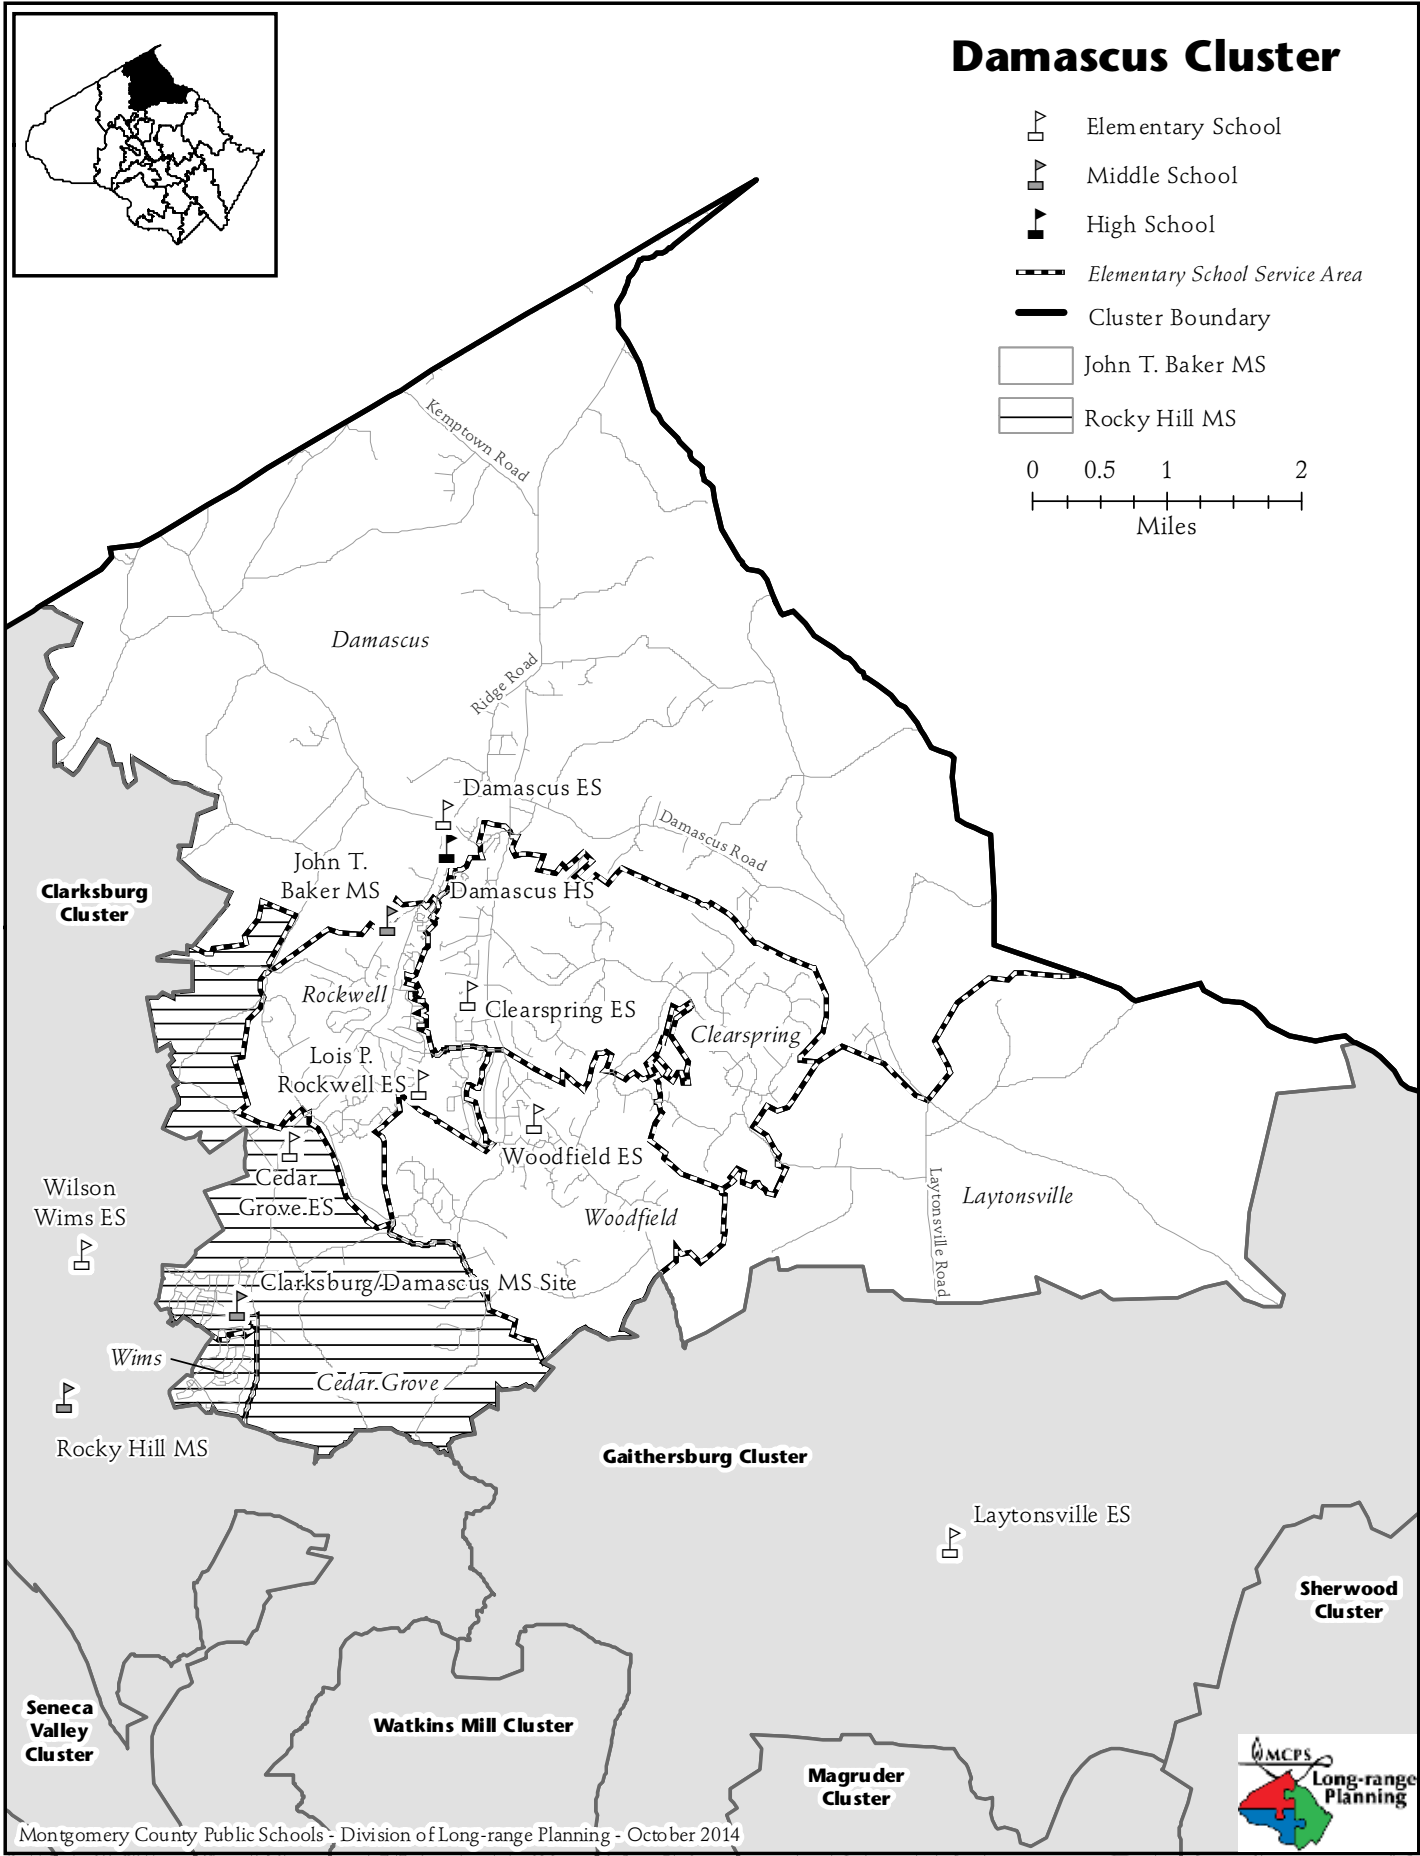 Damascus Cluster
Elementary School
Middle School
High School
Elementary School Service Area
Cluster Boundary
John T. Baker MS
Rocky Hill MS
0 0.5 1 2
Miles
Kemptown Road
Damascus
Ridge Road
Damascus ES
Damascus Road
John T.
Baker MS
Damascus HS
Clarksburg
Cluster
Rockwell
Clearspring ES
Clearspring
Lois P.
Rockwell ES
Woodfield ES
Cedar
Grove ES
Wilson
Wims ES
Woodfield
Laytonsville
Laytonsville Road
Clarksburg/Damascus MS Site
Wims
Cedar Grove
Rocky Hill MS
Gaithersburg Cluster
Laytonsville ES
Sherwood
Cluster
Seneca
Valley
Cluster
Watkins Mill Cluster
Magruder
Cluster
MCPS
Long-range
Planning
Montgomery County Public Schools - Division of Long-range Planning - October 2014